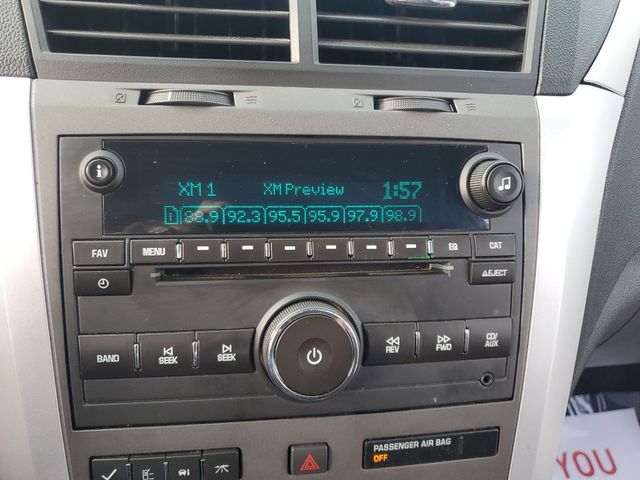 XM 1 XM Preview 1:57
i 88.9 92.3 95.5 95.9 97.9 98.9
i
FAV MENU EQ CAT
EJECT
BAND SEEK SEEK REV FWD CD/AUX
PASSENGER AIR BAG
OFF
YOU